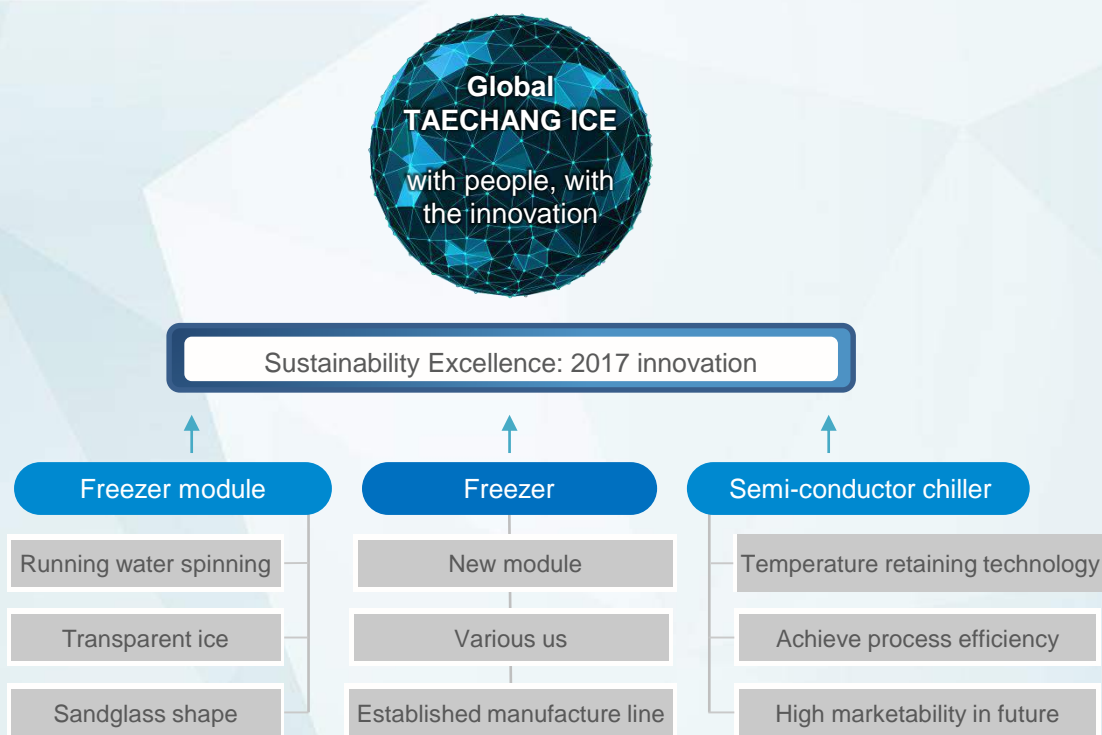 Global
TAECHANG ICE
with people, with
the innovation
Sustainability Excellence: 2017 innovation
Freezer module
Freezer
Semi-conductor chiller
Running water spinning
New module
Temperature retaining technology
Transparent ice
Various us
Achieve process efficiency
Sandglass shape
Established manufacture line
High marketability in future